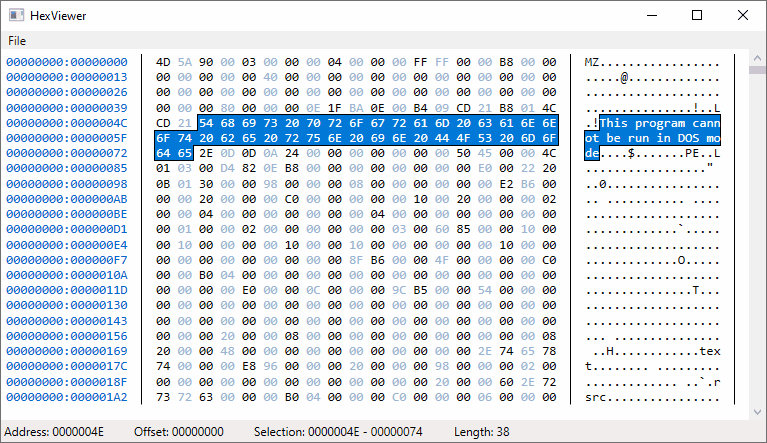 HexViewer
File
00000000:00000000 4D 5A 90 00 03 00 00 00 04 00 00 00 FF FF 00 00 B8 00 00 MZ.................
00000000:00000013 00 00 00 00 00 40 00 00 00 00 00 00 00 00 00 00 00 00 00 .....@.............
00000000:00000026 00 00 00 00 00 00 00 00 00 00 00 00 00 00 00 00 00 00 00 ...................
00000000:00000039 00 00 00 80 00 00 00 0E 1F BA 0E 00 B4 09 CD 21 B8 01 4C ...............!..L
00000000:0000004C CD 21 54 68 69 73 20 70 72 6F 67 72 61 6D 20 63 61 6E 6E .!This program cann
00000000:0000005F 6F 74 20 62 65 20 72 75 6E 20 69 6E 20 44 4F 53 20 6D 6F ot be run in DOS mo
00000000:00000072 64 65 2E 0D 0D 0A 24 00 00 00 00 00 00 00 50 45 00 00 4C de....$.......PE..L
00000000:00000085 01 03 00 D4 82 0E B8 00 00 00 00 00 00 00 00 E0 00 22 20 ................."
00000000:00000098 0B 01 30 00 00 98 00 00 00 08 00 00 00 00 00 00 E2 B6 00 ..0................
00000000:000000AB 00 00 20 00 00 00 C0 00 00 00 00 00 10 00 20 00 00 00 02 .. ........... ....
00000000:000000BE 00 00 04 00 00 00 00 00 00 00 04 00 00 00 00 00 00 00 00 ...................
00000000:000000D1 00 01 00 00 02 00 00 00 00 00 00 03 00 60 85 00 00 10 00 .............`.....
00000000:000000E4 00 10 00 00 00 00 10 00 00 10 00 00 00 00 00 00 10 00 00 ...................
00000000:000000F7 00 00 00 00 00 00 00 00 00 8F B6 00 00 4F 00 00 00 00 C0 .............O.....
00000000:0000010A 00 00 B0 04 00 00 00 00 00 00 00 00 00 00 00 00 00 00 00 ...................
00000000:0000011D 00 00 00 00 E0 00 00 0C 00 00 00 9C B5 00 00 54 00 00 00 ...............T...
00000000:00000130 00 00 00 00 00 00 00 00 00 00 00 00 00 00 00 00 00 00 00 ...................
00000000:00000143 00 00 00 00 00 00 00 00 00 00 00 00 00 00 00 00 00 00 00 ...................
00000000:00000156 00 00 00 20 00 00 08 00 00 00 00 00 00 00 00 00 00 00 08 ... ...............
00000000:00000169 20 00 00 48 00 00 00 00 00 00 00 00 00 00 00 2E 74 65 78  ..H............tex
00000000:0000017C 74 00 00 00 E8 96 00 00 00 20 00 00 00 98 00 00 00 02 00 t........ .........
00000000:0000018F 00 00 00 00 00 00 00 00 00 00 00 00 00 20 00 00 60 2E 72 ............. ..`.r
00000000:000001A2 73 72 63 00 00 00 B0 04 00 00 00 C0 00 00 00 06 00 00 00 src................
Address: 0000004E Offset: 00000000 Selection: 0000004E - 00000074 Length: 38